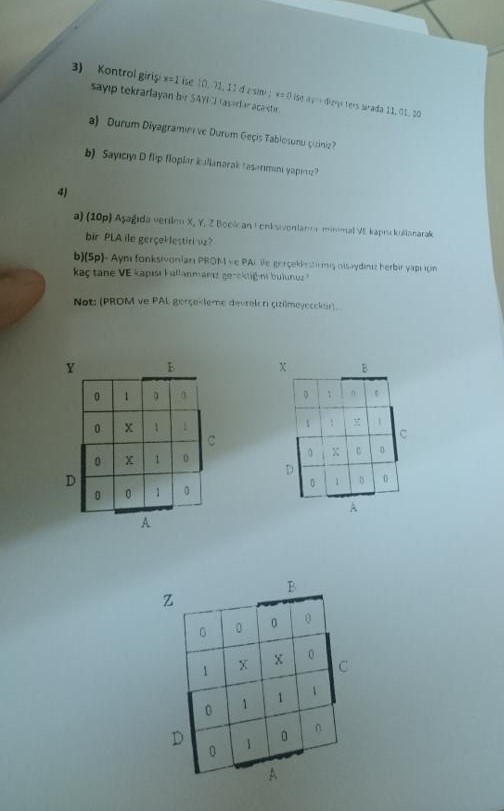 3) Kontrol girişi x=1 ise 10, 01, 11 dizisini; x=0 ise aynı diziyi ters sırada 11, 01, 10
sayıp tekrarlayan bir SAYICI tasarlanacaktır.
a) Durum Diyagramını ve Durum Geçiş Tablosunu çiziniz?
b) Sayıcıyı D flip floplar kullanarak tasarımını yapınız?
4)
a) (10p) Aşağıda verilen X, Y, Z Boolean fonksiyonlarını minimal VE kapısı kullanarak
bir PLA ile gerçekleştiriniz?
b)(5p)- Aynı fonksiyonları PROM ve PAL ile gerçekleştirmiş olsaydınız herbir yapı için
kaç tane VE kapısı kullanmanız gerektiğini bulunuz?
Not: (PROM ve PAL gerçekleme devreleri çizilmeyecektir)...
Y B
0 1 0 0
0 X 1 1
C
0 X 1 0
D
0 0 1 0
A
X B
0 1 0 0
1 1 X 1
C
0 X 0 0
D
0 1 0 0
A
Z B
0 0 0 0
1 X X 0
C
0 1 1 1
D
0 1 0 0
A